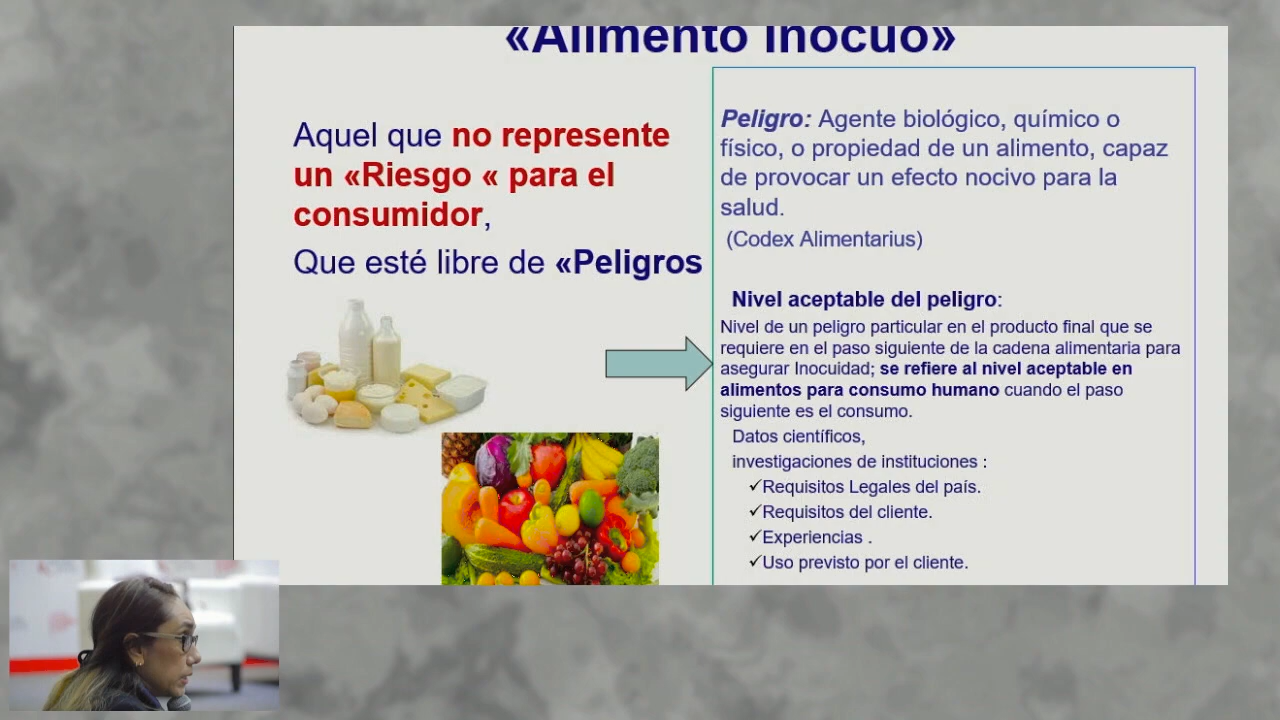 «Alimento Inocuo»
Aquel que no represente
un «Riesgo « para el
consumidor,
Que esté libre de «Peligros
Peligro: Agente biológico, químico o
físico, o propiedad de un alimento, capaz
de provocar un efecto nocivo para la
salud.
(Codex Alimentarius)
Nivel aceptable del peligro:
Nivel de un peligro particular en el producto final que se
requiere en el paso siguiente de la cadena alimentaria para
asegurar Inocuidad; se refiere al nivel aceptable en
alimentos para consumo humano cuando el paso
siguiente es el consumo.
Datos científicos,
investigaciones de instituciones :
✓Requisitos Legales del país.
✓Requisitos del cliente.
✓Experiencias .
✓Uso previsto por el cliente.